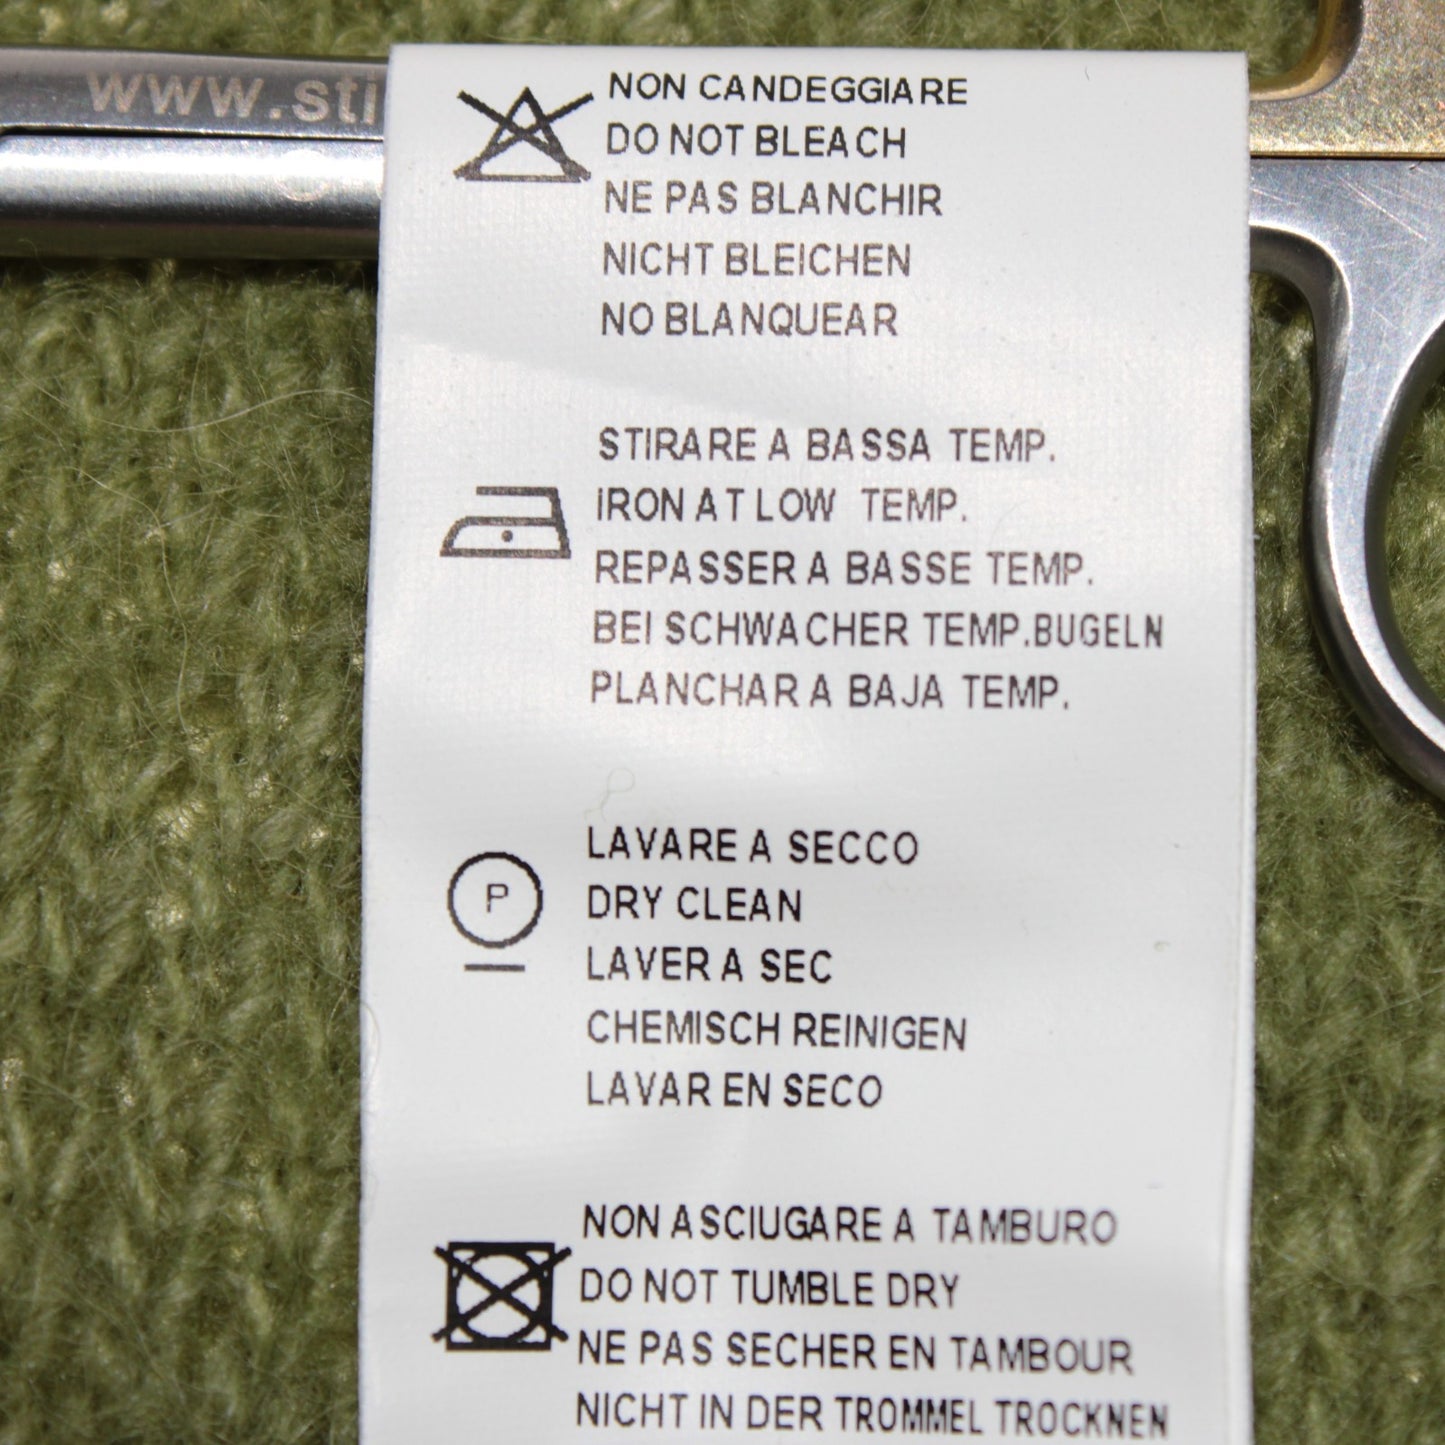 www.sti
NON CANDEGGIARE
DO NOT BLEACH
NE PAS BLANCHIR
NICHT BLEICHEN
NO BLANQUEAR
STIRARE A BASSA TEMP.
IRON AT LOW TEMP.
REPASSER A BASSE TEMP.
BEI SCHWACHER TEMP.BUGELN
PLANCHAR A BAJA TEMP.
P
LAVARE A SECCO
DRY CLEAN
LAVER A SEC
CHEMISCH REINIGEN
LAVAR EN SECO
NON ASCIUGARE A TAMBURO
DO NOT TUMBLE DRY
NE PAS SECHER EN TAMBOUR
NICHT IN DER TROMMEL TROCKNEN